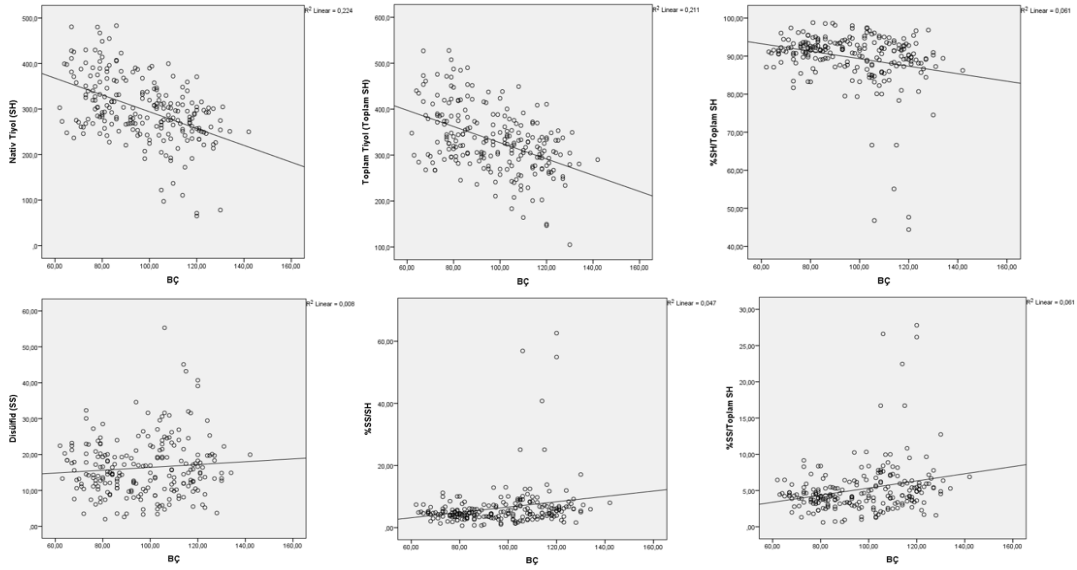 R² Linear = 0,224
500,0
400,0
300,0
200,0
100,0
,0
Nativ Tiyol (SH)
60,00 80,00 100,00 120,00 140,00 160,00
BÇ
R² Linear = 0,211
600,0
500,0
400,0
300,0
200,0
100,0
Toplam Tiyol (Toplam SH)
60,00 80,00 100,00 120,00 140,00 160,00
BÇ
R² Linear = 0,061
100,00
90,00
80,00
70,00
60,00
50,00
40,00
%SH/Toplam SH
60,00 80,00 100,00 120,00 140,00 160,00
BÇ
R² Linear = 0,008
60,00
50,00
40,00
30,00
20,00
10,00
,00
Disülfid (SS)
60,00 80,00 100,00 120,00 140,00 160,00
BÇ
R² Linear = 0,047
60,00
40,00
20,00
,00
%SS/SH
60,00 80,00 100,00 120,00 140,00 160,00
BÇ
R² Linear = 0,061
30,00
25,00
20,00
15,00
10,00
5,00
,00
%SS/Toplam SH
60,00 80,00 100,00 120,00 140,00 160,00
BÇ